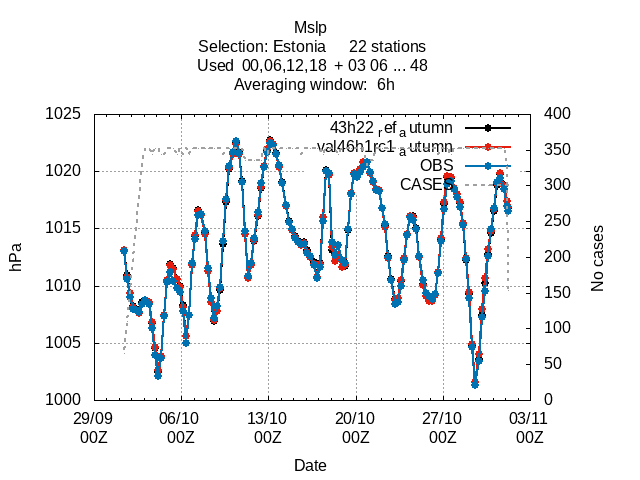 Mslp
Selection: Estonia 22 stations
Used 00,06,12,18 + 03 06 ... 48
Averaging window: 6h
1025
1020
1015
1010
1005
1000
hPa
400
350
300
250
200
150
100
50
0
No cases
43h22_ref_autumn
val46h1rc1_autumn
OBS
CASES
29/09 06/10 13/10 20/10 27/10 03/11
00Z 00Z 00Z 00Z 00Z 00Z
Date